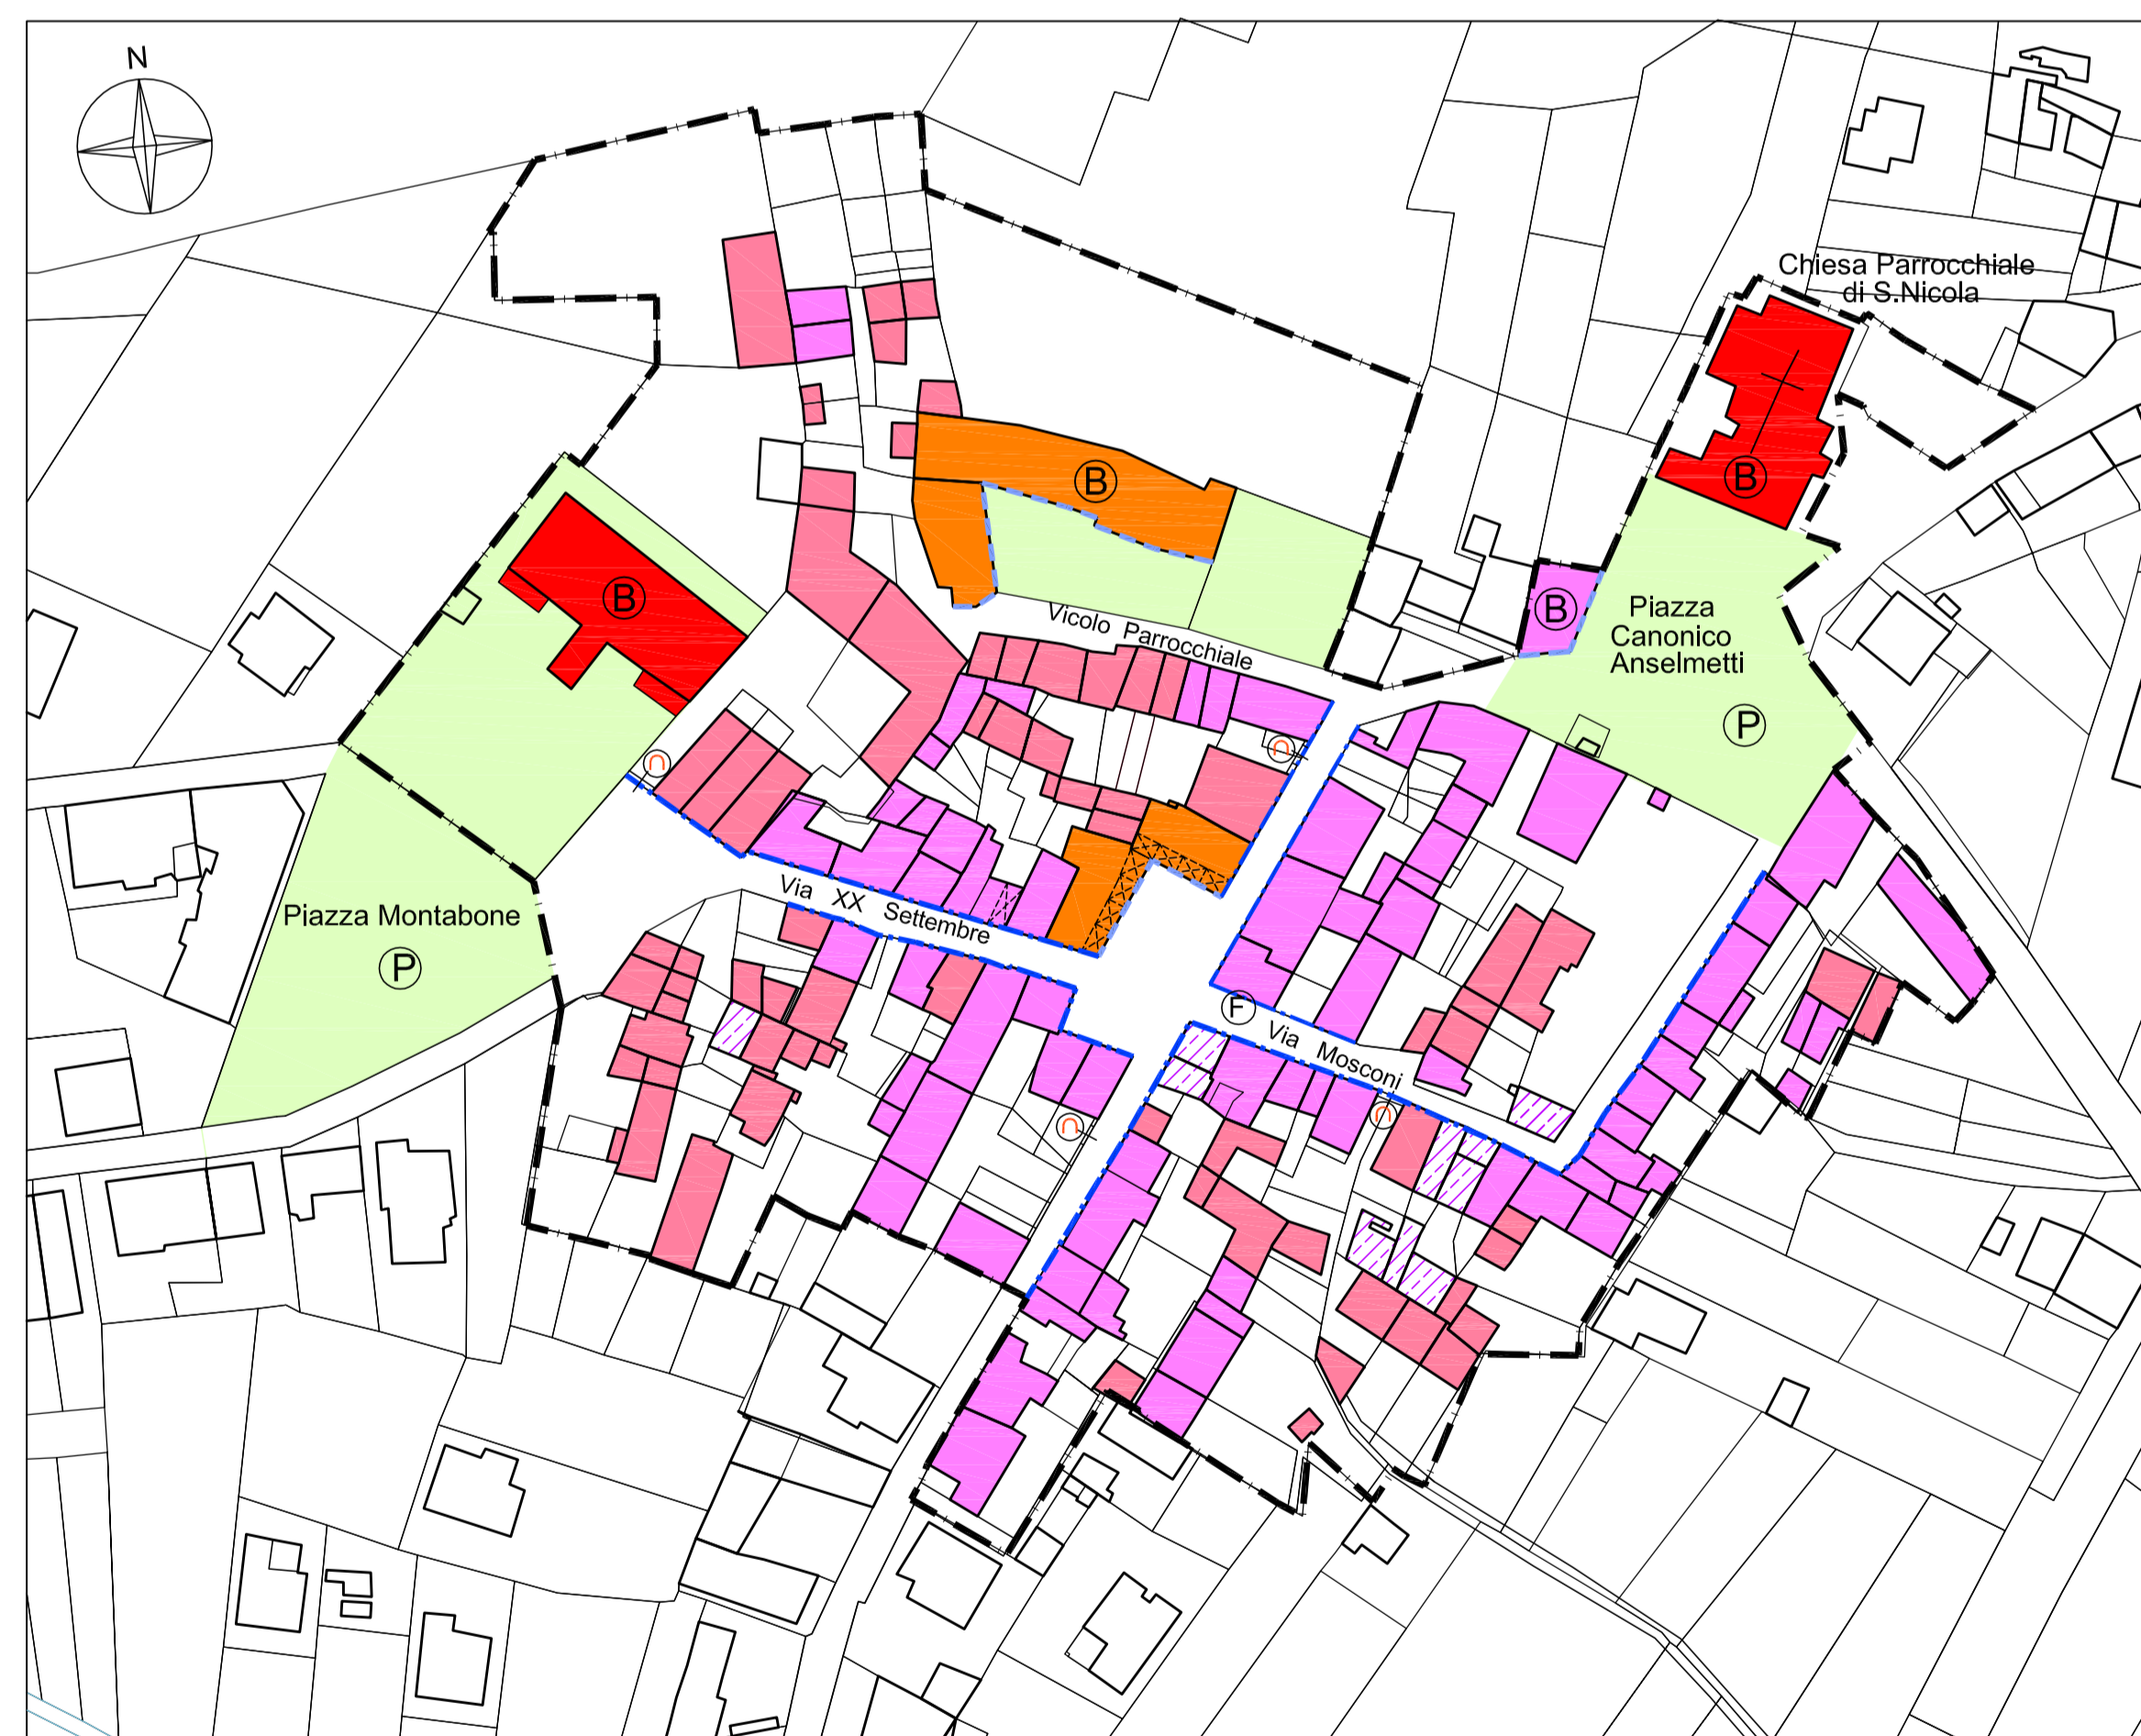 N
Chiesa Parrocchiale
di S.Nicola
B
B
B
B
Vicolo Parrocchiale
Piazza
Canonico
Anselmetti
P
Via XX Settembre
Piazza Montabone
P
F
Via Mosconi